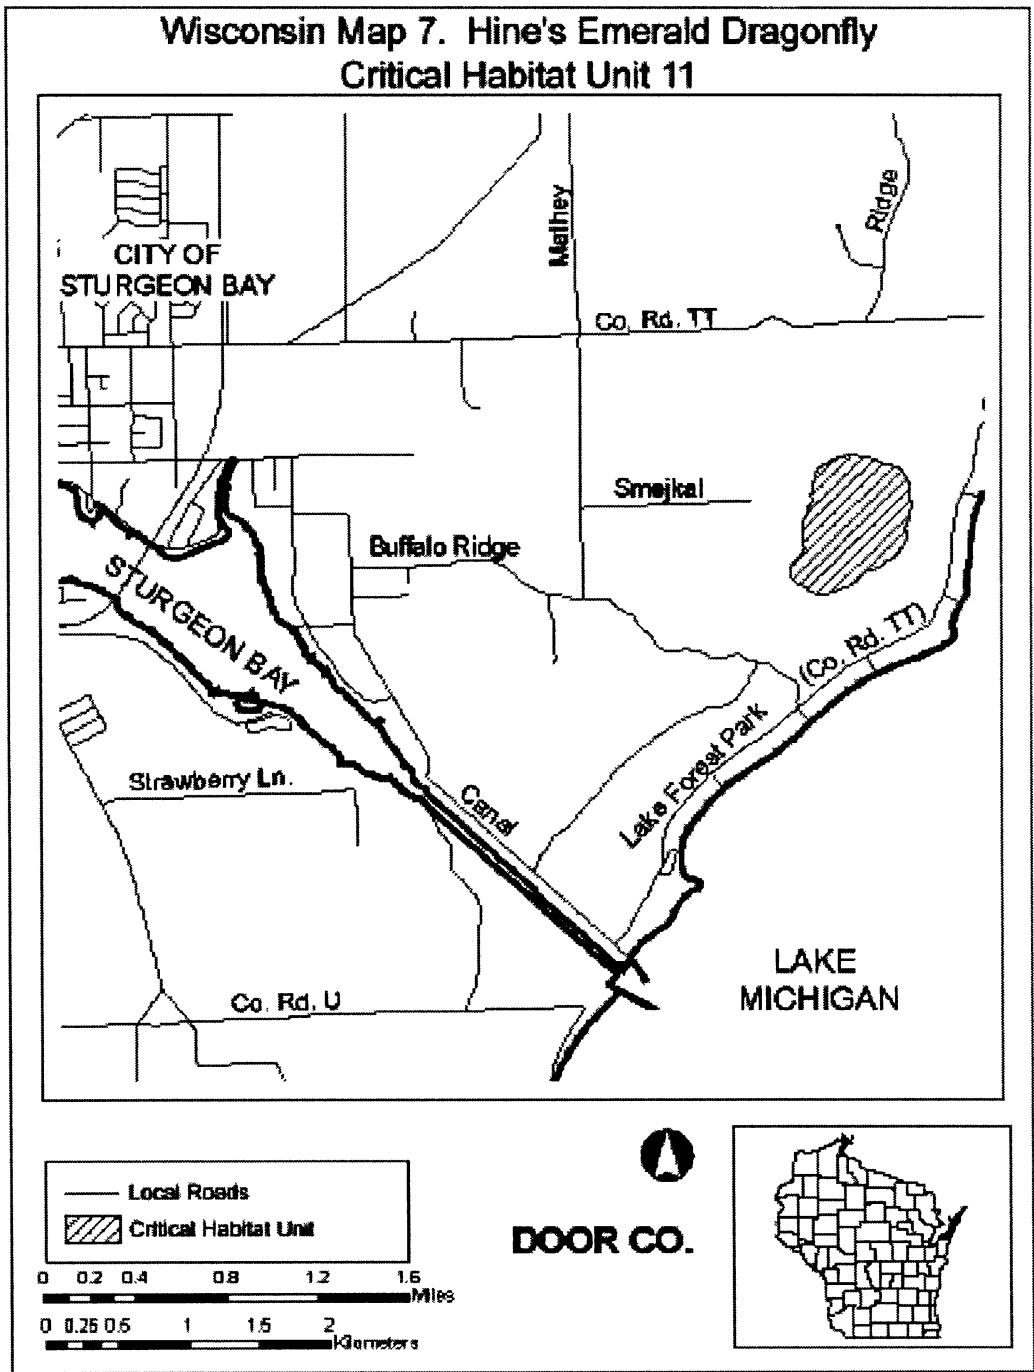 Wisconsin Map 7. Hine's Emerald Dragonfly
Critical Habitat Unit 11
Ridge
Mathey
CITY OF
STURGEON BAY
Co. Rd. TT
Smejkal
Buffalo Ridge
STURGEON BAY
(Co. Rd. TT)
Lake Forest Park
Strawberry Ln.
Canal
LAKE
MICHIGAN
Co. Rd. U
Local Roads
Critical Habitat Unit
DOOR CO.
0 0.2 0.4 0.8 1.2 1.6
Miles
0 0.25 0.5 1 1.5 2
Kilometers